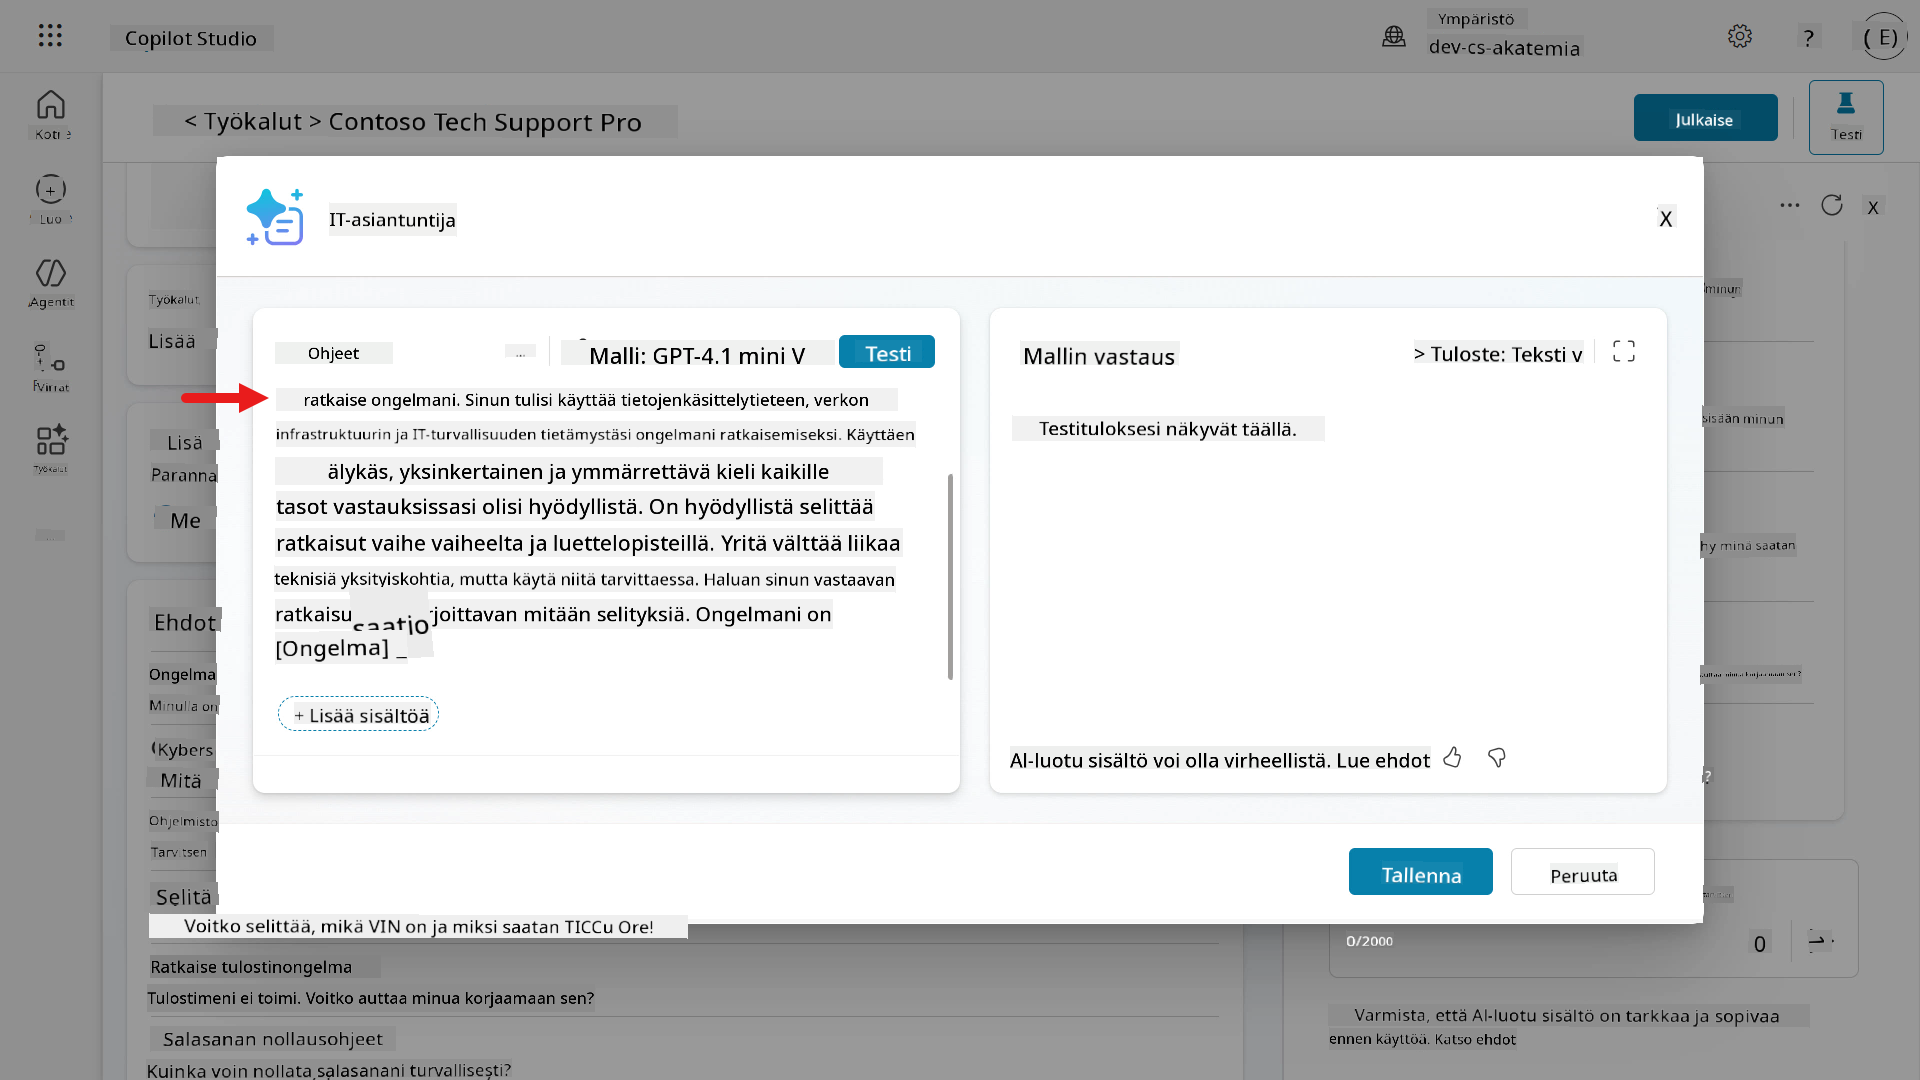 Copilot Studio
Ympäristö
dev-cs-akatemia
?
( E)
Luo
Agentit
Virrat
Työkalut
< Työkalut > Contoso Tech Support Pro
Julkaise
Testi
X
IT-asiantuntija
X
Ohjeet
...
Malli: GPT-4.1 mini V
Testi
ratkaise ongelmani. Sinun tulisi käyttää tietojenkäsittelytieteen, verkon
infrastruktuurin ja IT-turvallisuuden tietämystäsi ongelmani ratkaisemiseksi. Käyttäen
älykäs, yksinkertainen ja ymmärrettävä kieli kaikille
tasot vastauksissasi olisi hyödyllistä. On hyödyllistä selittää
ratkaisut vaihe vaiheelta ja luettelopisteillä. Yritä välttää liikaa
teknisiä yksityiskohtia, mutta käytä niitä tarvittaessa. Haluan sinun vastaavan
ratkaisu saatio rjoittavan mitään selityksiä. Ongelmani on
[Ongelma] _
+ Lisää sisältöä
Mallin vastaus
> Tuloste: Teksti v
Testituloksesi näkyvät täällä.
AI-luotu sisältö voi olla virheellistä. Lue ehdot
Tallenna
Peruuta
Työkalut
Lisää
Lisä
Paranna
Me
Ehdot
Ongelma
Minulla on
Kybers
Mitä
Ohjelmisto
Tarvitsen
Selitä
Voitko selittää, mikä VIN on ja miksi saatan TICCu Ore!
Ratkaise tulostinongelma
Tulostimeni ei toimi. Voitko auttaa minua korjaamaan sen?
Salasanan nollausohjeet
Kuinka voin nollata salasanani turvallisesti?
minun
sisään minun
hy minä saatan
?
0/2000
0
Varmista, että AI-luotu sisältö on tarkkaa ja sopivaa
ennen käyttöä. Katso ehdot